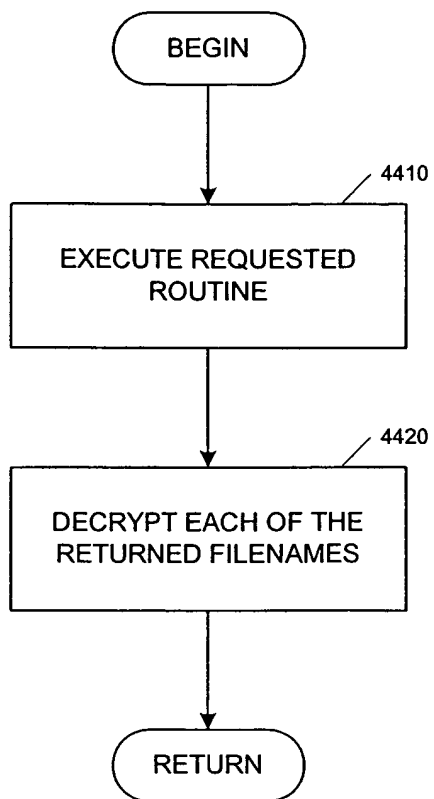 BEGIN
4410
EXECUTE REQUESTED
ROUTINE
4420
DECRYPT EACH OF THE
RETURNED FILENAMES
RETURN